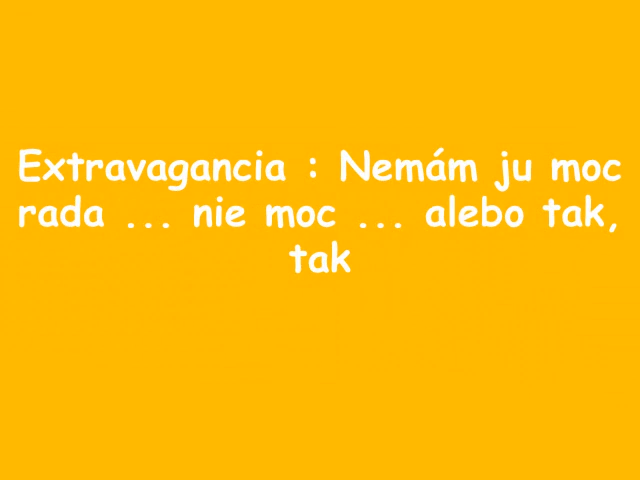 Extravagancia : Nemám ju moc
rada ... nie moc ... alebo tak,
tak